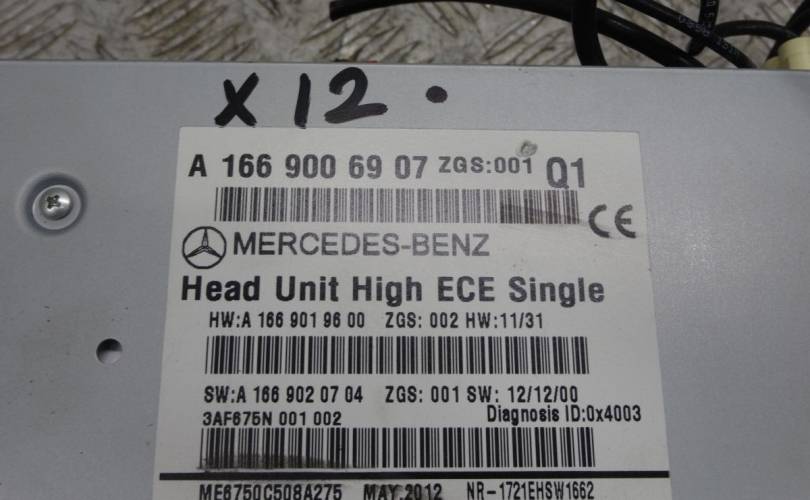 X12.
A 166 900 69 07 ZGS:001 Q1
CE
MERCEDES-BENZ
Head Unit High ECE Single
HW:A 166 901 96 00 ZGS: 002 HW:11/31
SW:A 166 902 07 04 ZGS: 001 SW: 12/12/00
3AF675N 001 002 Diagnosis ID:0x4003
ME6750C508A275 MAY.2012 NR-1721EHSW1662